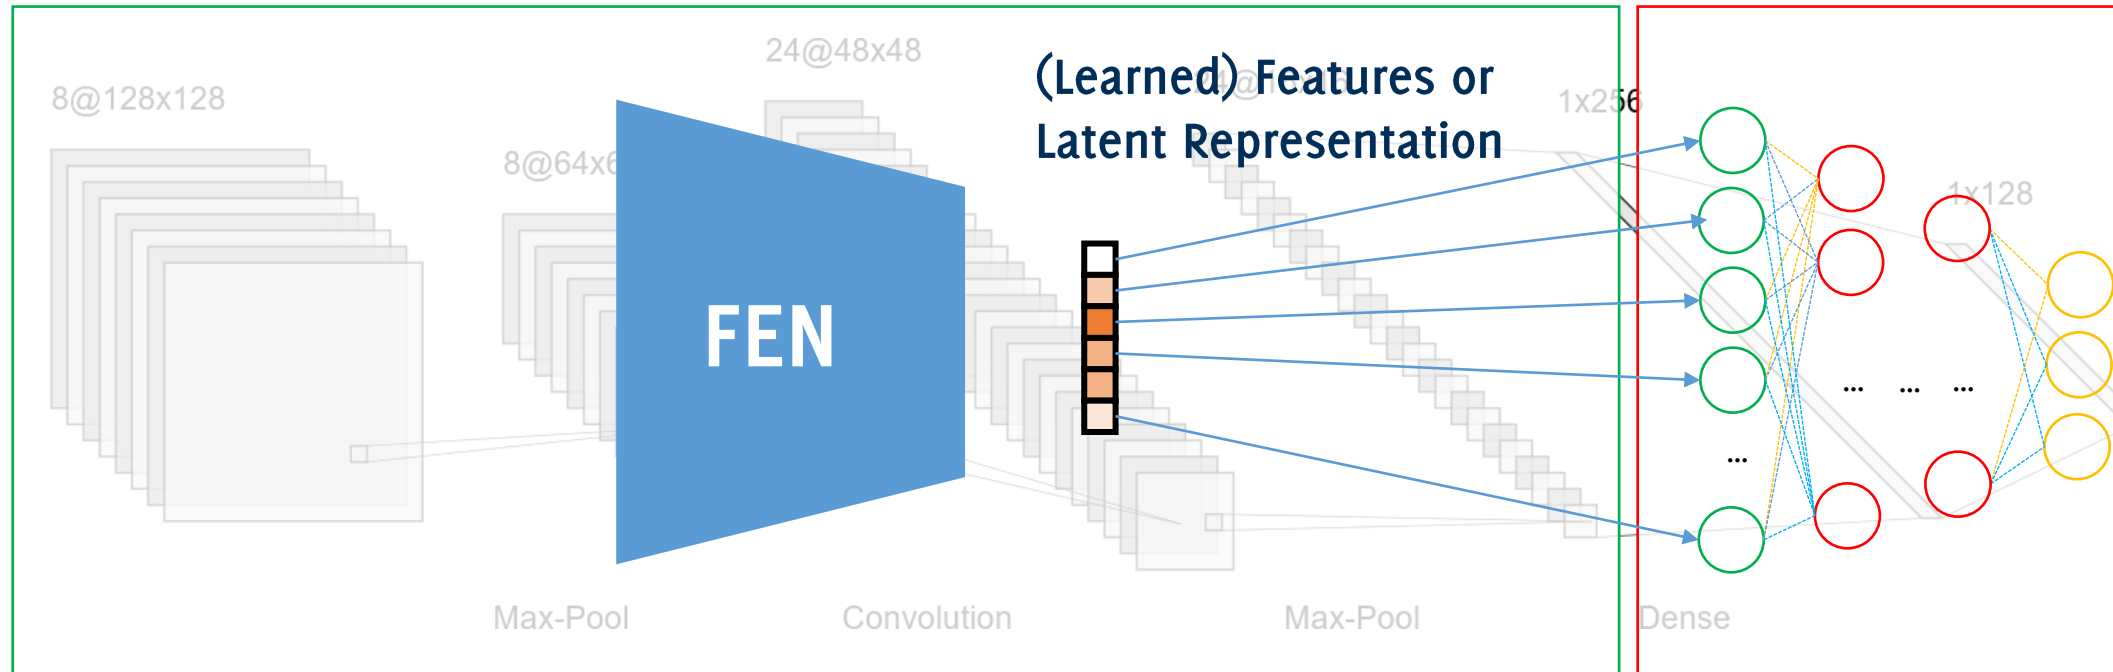 24@48x48
(Learned) Features or
8@128x128
1x256
Latent Representation
8@64x6
1x128
FEN
... ... ...
...
Max-Pool
Convolution
Max-Pool
Dense